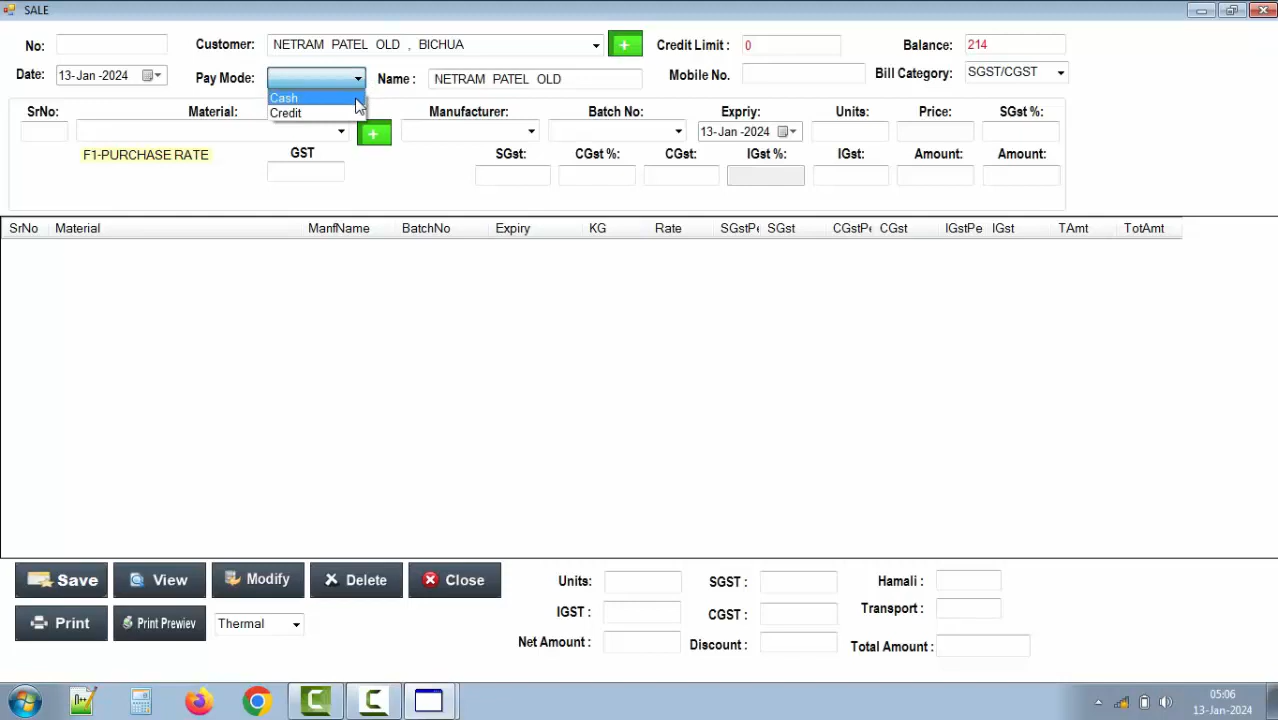 SALE
No:
Customer: NETRAM PATEL OLD , BICHUA
Credit Limit : 0
Balance: 214
Date: 13-Jan -2024
Pay Mode:
Name : NETRAM PATEL OLD
Mobile No.
Bill Category: SGST/CGST
Cash
Credit
SrNo: Material: Manufacturer: Batch No: Expriy: Units: Price: SGst %:
13-Jan -2024
F1-PURCHASE RATE
GST SGst: CGst %: CGst: IGst %: IGst: Amount: Amount:
SrNo Material ManfName BatchNo Expiry KG Rate SGstPe SGst CGstPe CGst IGstPe IGst TAmt TotAmt
Save View Modify Delete Close
Print Print Prewiev Thermal
Units: SGST : Hamali :
IGST : CGST : Transport :
Net Amount : Discount : Total Amount :
05:06
13-Jan-2024